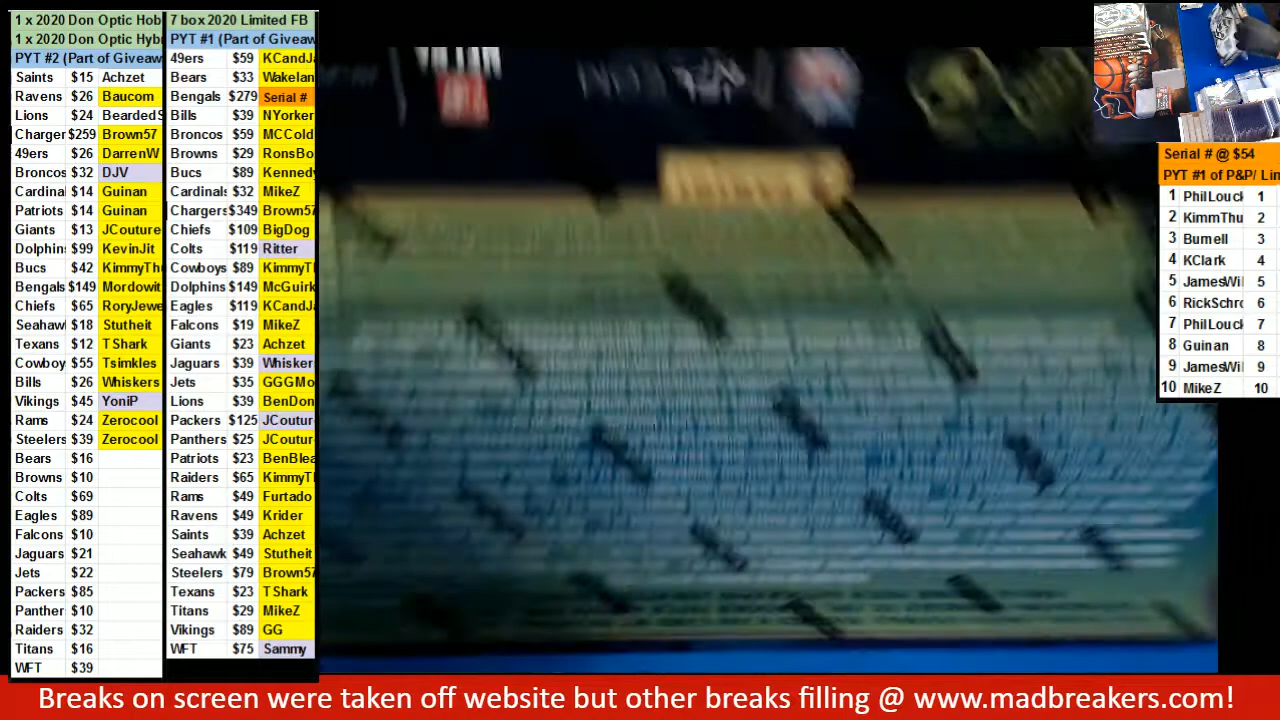 1 x 2020 Don Optic Hob
1 x 2020 Don Optic Hybr
PYT #2 (Part of Giveaw
Saints $15 Achzet
Ravens $26 Baucom
Lions $24 BeardedS
Charger $259 Brown57
49ers $26 DarrenW
Broncos $32 DJV
Cardinal $14 Guinan
Patriots $14 Guinan
Giants $13 JCouture
Dolphins $99 KevinJit
Bucs $42 KimmyTh
Bengals $149 Mordowit
Chiefs $65 RoryJewe
Seahawl $18 Stutheit
Texans $12 T Shark
Cowboy $55 Tsimkles
Bills $26 Whiskers
Vikings $45 YoniP
Rams $24 Zerocool
Steelers $39 Zerocool
Bears $16
Browns $10
Colts $69
Eagles $89
Falcons $10
Jaguars $21
Jets $22
Packers $85
Panther $10
Raiders $32
Titans $16
WFT $39
7 box 2020 Limited FB
PYT #1 (Part of Giveaw
49ers $59 KCandJa
Bears $33 Wakelan
Bengals $279 Serial #
Bills $39 NYorker
Broncos $59 MCCold
Browns $29 RonsBo
Bucs $89 Kennedy
Cardinals $32 MikeZ
Chargers $349 Brown57
Chiefs $109 BigDog
Colts $119 Ritter
Cowboys $89 KimmyTl
Dolphins $149 McGuirk
Eagles $119 KCandJa
Falcons $19 MikeZ
Giants $23 Achzet
Jaguars $39 Whisker
Jets $35 GGGMo
Lions $39 BenDon
Packers $125 JCoutur
Panthers $25 JCoutur
Patriots $23 BenBlea
Raiders $65 KimmyTl
Rams $49 Furtado
Ravens $49 Krider
Saints $39 Achzet
Seahawk $49 Stutheit
Steelers $79 Brown57
Texans $23 T Shark
Titans $29 MikeZ
Vikings $89 GG
WFT $75 Sammy
Serial # @ $54
PYT #1 of P&P/ Lim
1 PhilLouck 1
2 KimmThu 2
3 Burnell 3
4 KClark 4
5 JamesWil 5
6 RickSchro 6
7 PhilLouck 7
8 Guinan 8
9 JamesWil 9
10 MikeZ 10
Breaks on screen were taken off website but other breaks filling @ www.madbreakers.com!